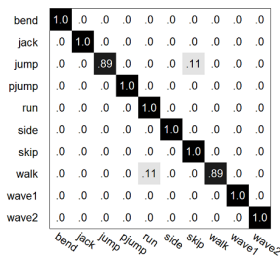 bend 1.0 .0 .0 .0 .0 .0 .0 .0 .0 .0
jack .0 1.0 .0 .0 .0 .0 .0 .0 .0 .0
jump .0 .0 .89 .0 .0 .0 .11 .0 .0 .0
pjump .0 .0 .0 1.0 .0 .0 .0 .0 .0 .0
run .0 .0 .0 .0 1.0 .0 .0 .0 .0 .0
side .0 .0 .0 .0 .0 1.0 .0 .0 .0 .0
skip .0 .0 .0 .0 .0 .0 1.0 .0 .0 .0
walk .0 .0 .0 .0 .11 .0 .0 .89 .0 .0
wave1 .0 .0 .0 .0 .0 .0 .0 .0 1.0 .0
wave2 .0 .0 .0 .0 .0 .0 .0 .0 .0 1.0
bend jack jump pjump run side skip walk wave1 wave2